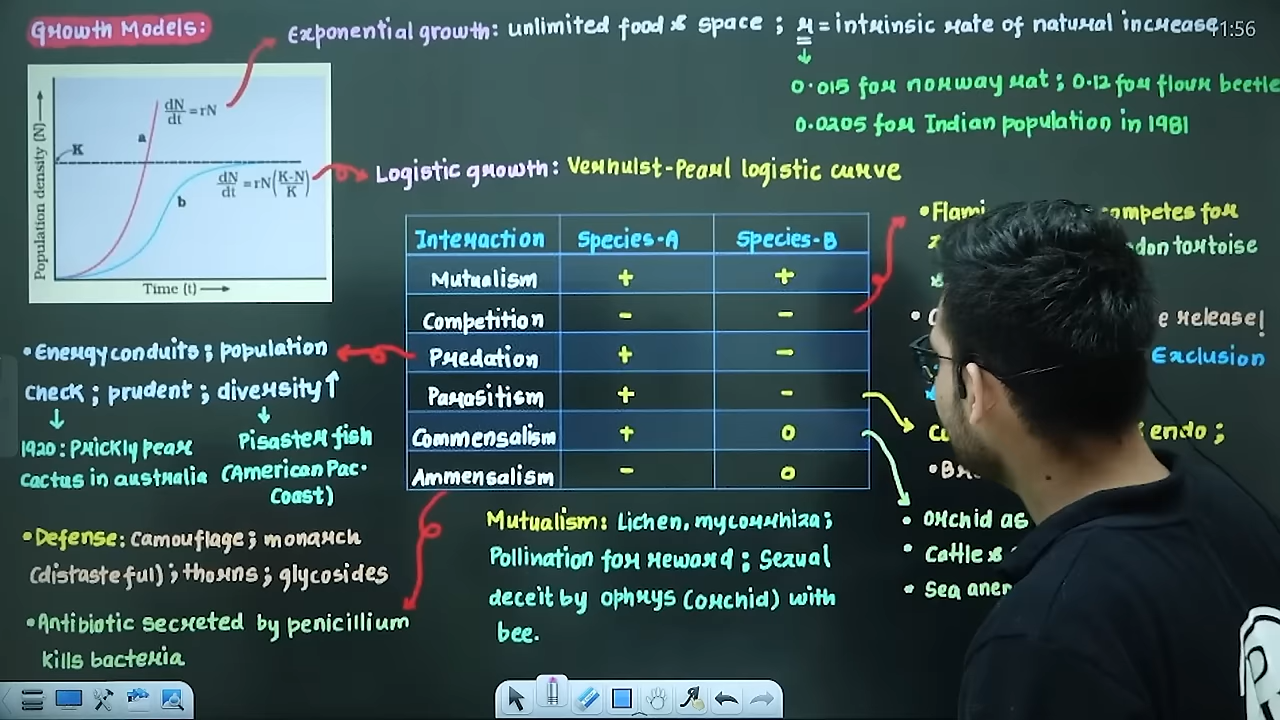 Growth Models:
Exponential growth: unlimited food & space ; r = intrinsic rate of natural increase
11:56
0.015 for norway rat ; 0.12 for flour beetle
0.0205 for Indian population in 1981
Population density (N)
K
a
dN/dt = rN
dN/dt = rN(K-N/K)
b
Time (t)
Logistic growth: Verhulst-Pearl logistic curve
Interaction Species-A Species-B
Mutualism + +
Competition - -
Predation + -
Parasitism + -
Commensalism + 0
Ammensalism - 0
• competes for
tortoise
• release!
Exclusion
endo ;
•
• Orchid as
• Cattle &
• Sea
• Energy conduits ; population
check ; prudent ; diversity↑
1920: Prickly pear
cactus in australia
Pisaster fish
(American Pac.
Coast)
• Defense: Camouflage ; monarch
(distasteful) ; thorns ; glycosides
• Antibiotic secreted by penicillium
kills bacteria
Mutualism: Lichen, mycorrhiza ;
Pollination for reward ; Sexual
deceit by ophrys (orchid) with
bee.